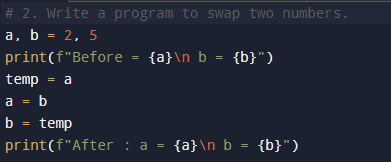 # 2. Write a program to swap two numbers.
a, b = 2, 5
print(f"Before = {a}\n b = {b}")
temp = a
a = b
b = temp
print(f"After : a = {a}\n b = {b}")